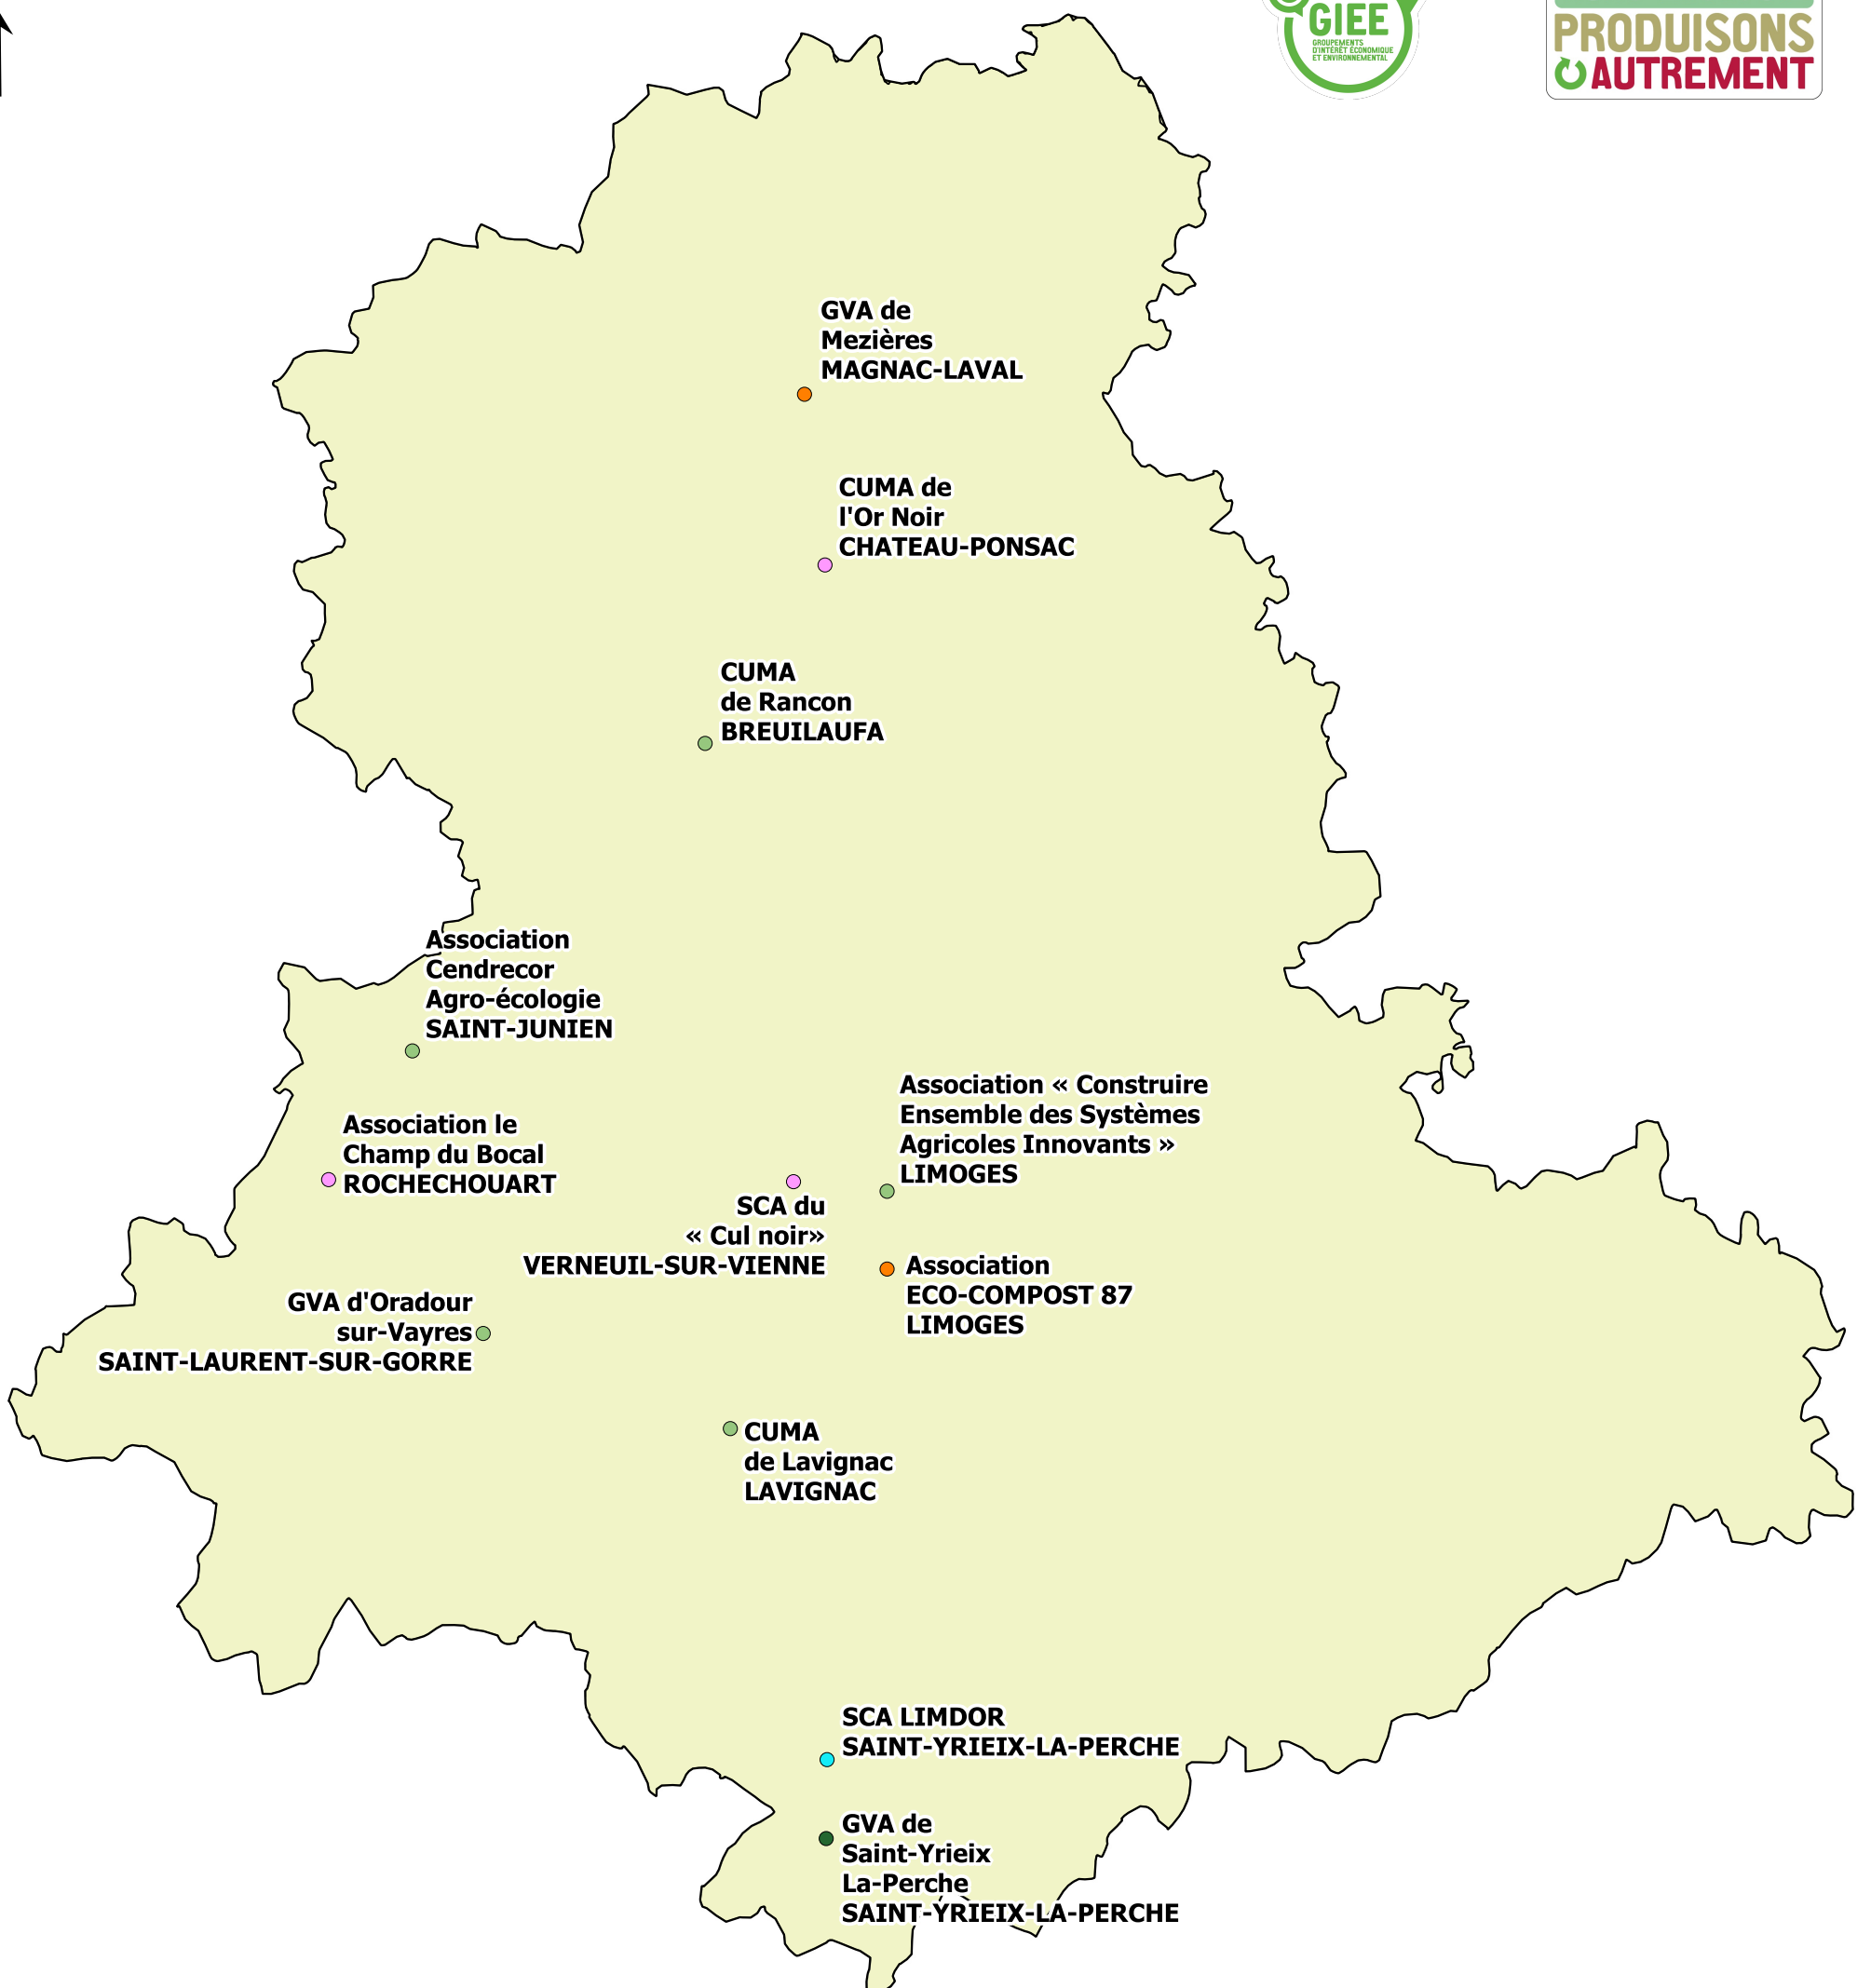 GIEE
GROUPEMENTS
D'INTÉRÊT ÉCONOMIQUE
ET ENVIRONNEMENTAL
PRODUISONS
AUTREMENT
GVA de
Mezières
MAGNAC-LAVAL
CUMA de
l'Or Noir
CHATEAU-PONSAC
CUMA
de Rancon
BREUILAUFA
Association
Cendrecor
Agro-écologie
SAINT-JUNIEN
Association « Construire
Ensemble des Systèmes
Agricoles Innovants »
LIMOGES
Association le
Champ du Bocal
ROCHECHOUART
SCA du
« Cul noir»
VERNEUIL-SUR-VIENNE
Association
ECO-COMPOST 87
LIMOGES
GVA d'Oradour
sur-Vayres
SAINT-LAURENT-SUR-GORRE
CUMA
de Lavignac
LAVIGNAC
SCA LIMDOR
SAINT-YRIEIX-LA-PERCHE
GVA de
Saint-Yrieix
La-Perche
SAINT-YRIEIX-LA-PERCHE